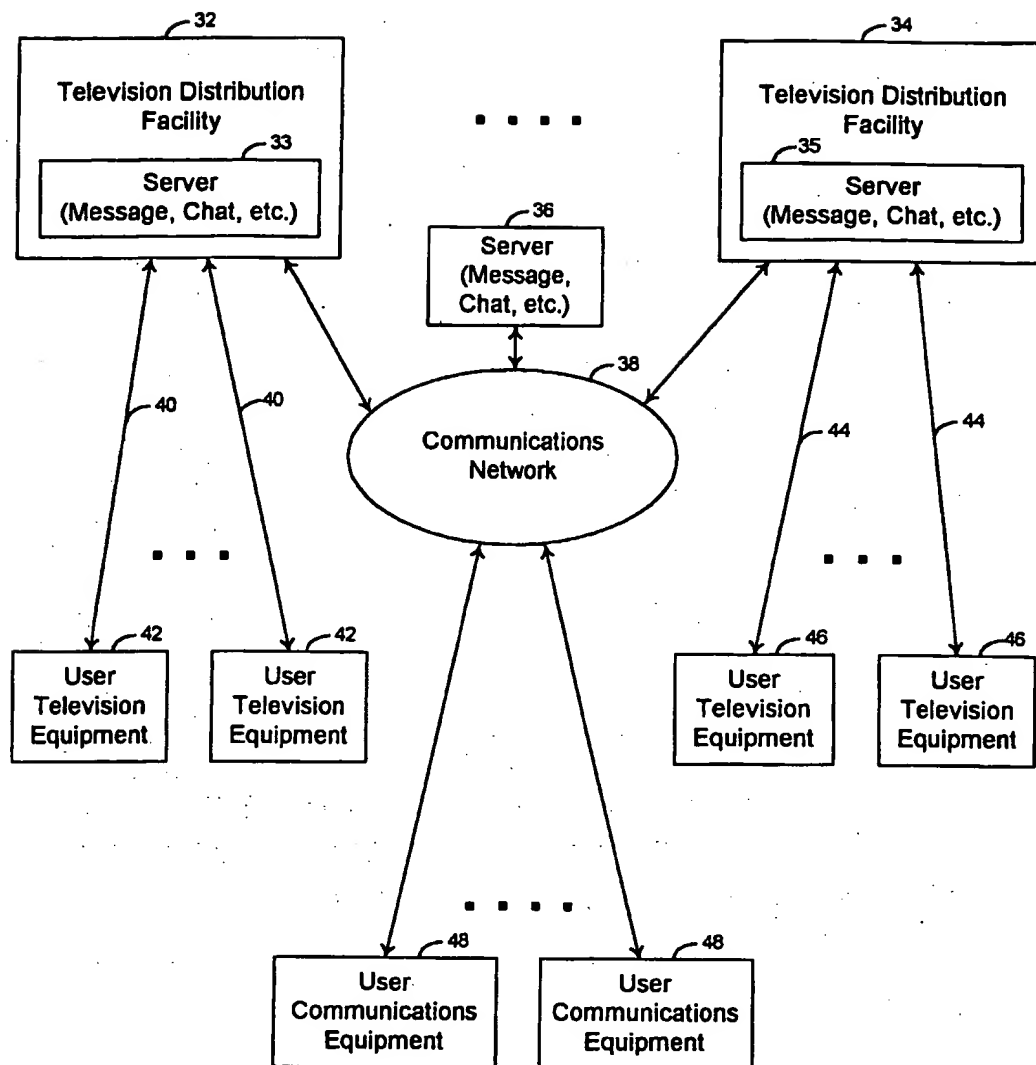 32
Television Distribution
Facility
33
Server
(Message, Chat, etc.)
34
Television Distribution
Facility
35
Server
(Message, Chat, etc.)
36
Server
(Message,
Chat, etc.)
38
Communications
Network
40
40
44
44
42
User
Television
Equipment
42
User
Television
Equipment
46
User
Television
Equipment
46
User
Television
Equipment
48
User
Communications
Equipment
48
User
Communications
Equipment